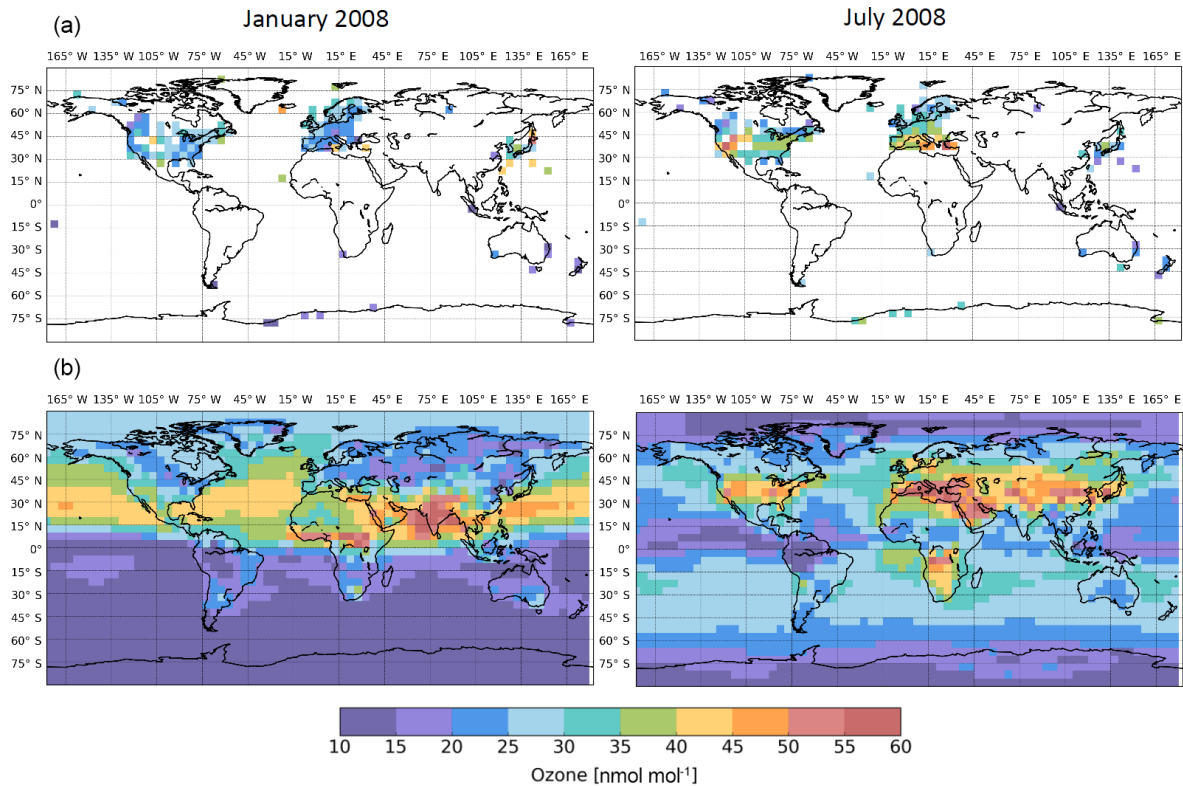 (a)
January 2008
July 2008
165° W 135° W 105° W 75° W 45° W 15° W 15° E 45° E 75° E 105° E 135° E 165° E
165° W 135° W 105° W 75° W 45° W 15° W 15° E 45° E 75° E 105° E 135° E 165° E
75° N
60° N
45° N
30° N
15° N
0°
15° S
30° S
45° S
60° S
75° S
75° N
60° N
45° N
30° N
15° N
0°
15° S
30° S
45° S
60° S
75° S
(b)
165° W 135° W 105° W 75° W 45° W 15° W 15° E 45° E 75° E 105° E 135° E 165° E
165° W 135° W 105° W 75° W 45° W 15° W 15° E 45° E 75° E 105° E 135° E 165° E
75° N
60° N
45° N
30° N
15° N
0°
15° S
30° S
45° S
60° S
75° S
75° N
60° N
45° N
30° N
15° N
0°
15° S
30° S
45° S
60° S
75° S
10 15 20 25 30 35 40 45 50 55 60
Ozone [nmol mol⁻¹]